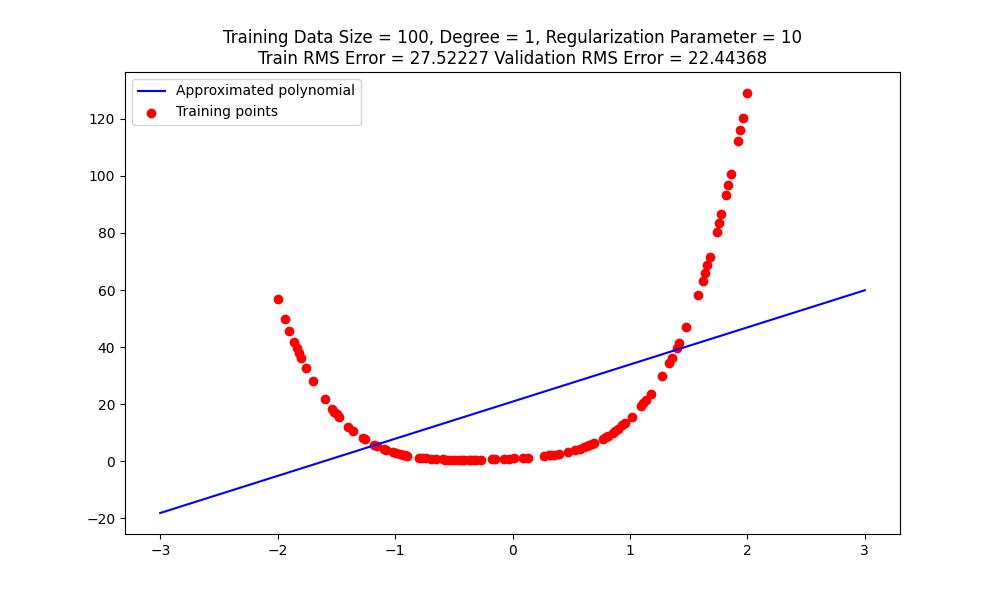 Training Data Size = 100, Degree = 1, Regularization Parameter = 10
Train RMS Error = 27.52227 Validation RMS Error = 22.44368
Approximated polynomial
Training points
120
100
80
60
40
20
0
−20
−3 −2 −1 0 1 2 3